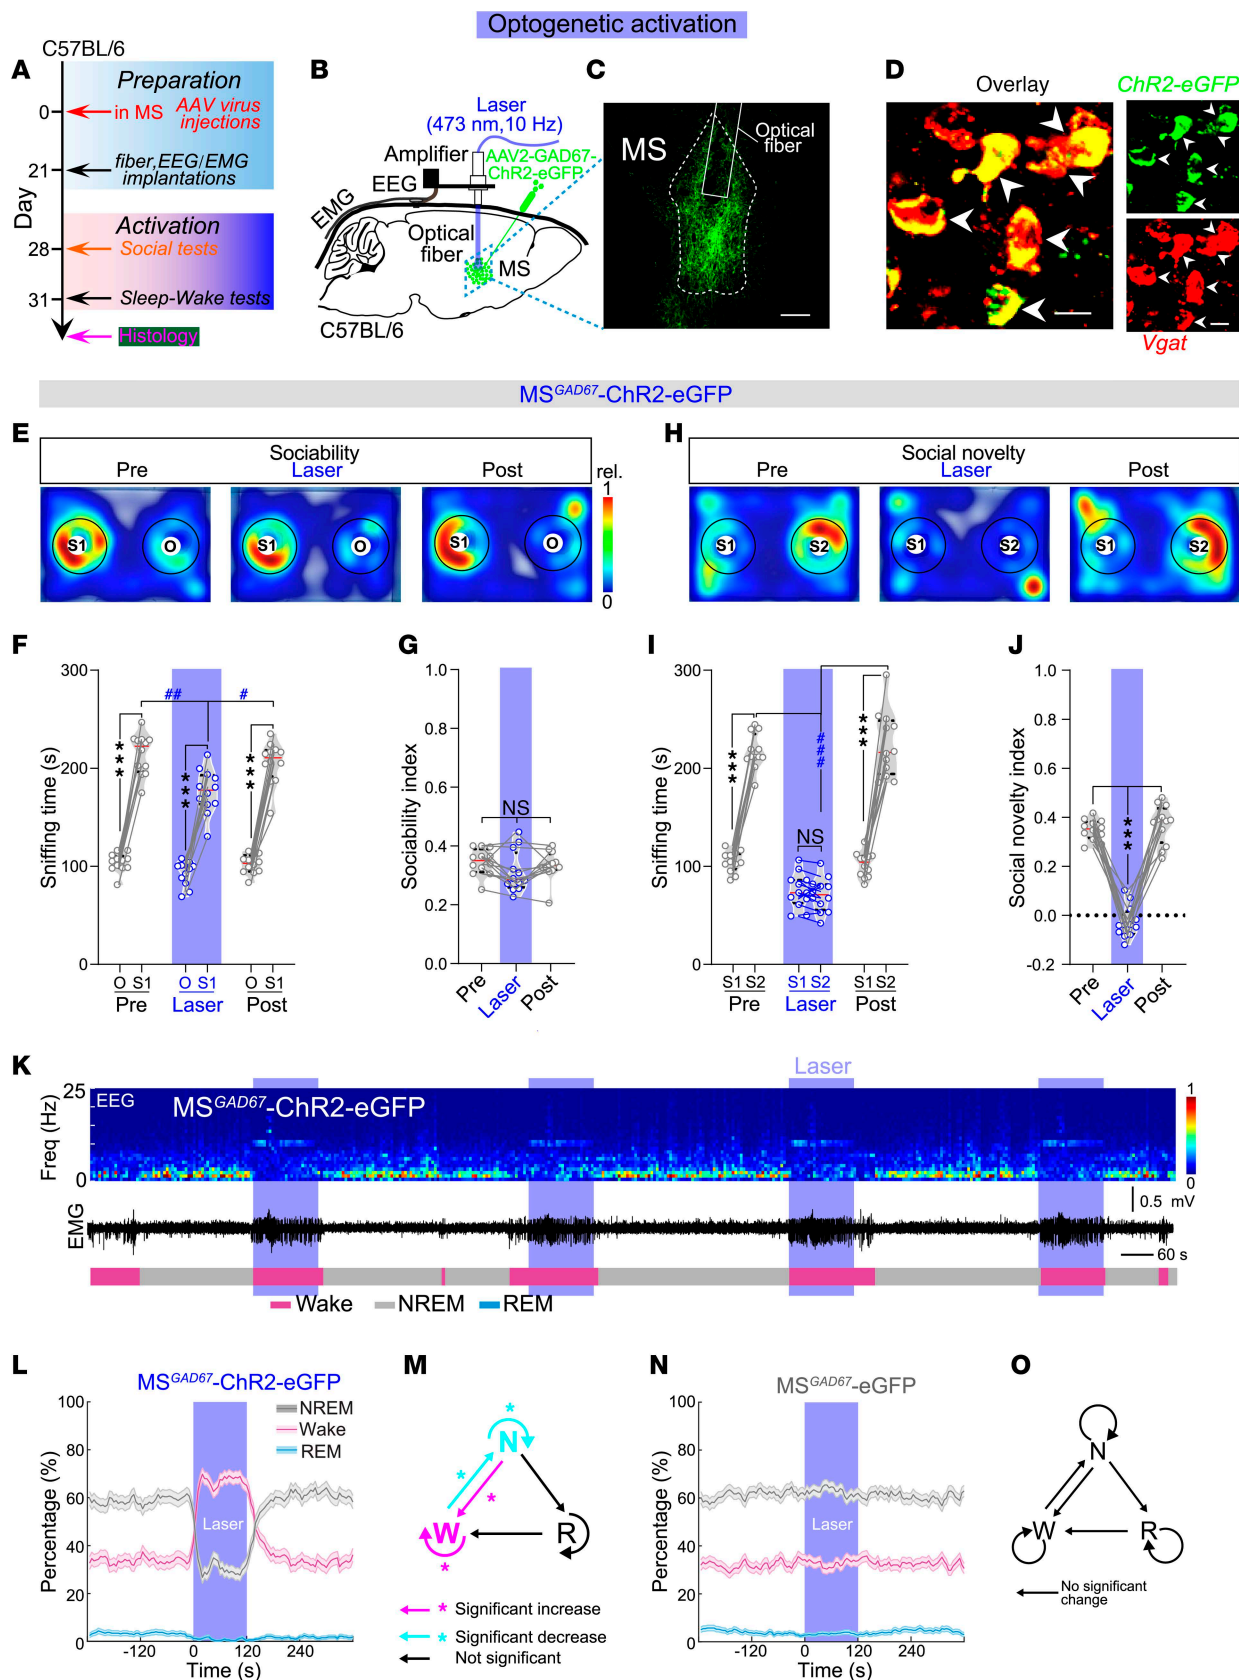 Optogenetic activation
A
C57BL/6
Preparation
0
in MS
AAV virus
injections
21
fiber,EEG/EMG
implantations
Day
Activation
28
Social tests
31
Sleep-Wake tests
Histology
B
Laser
(473 nm,10 Hz)
Amplifier
AAV2-GAD67-
ChR2-eGFP
EEG
EMG
Optical
fiber
MS
C57BL/6
C
MS
Optical
fiber
D
Overlay
ChR2-eGFP
Vgat
MSGAD67-ChR2-eGFP
E
Sociability
Pre
Laser
Post
S1
O
S1
O
S1
O
rel.
1
0
H
Social novelty
Pre
Laser
Post
S1
S2
S1
S2
S1
S2
F
Sniffing time (s)
300
200
100
0
***
##
***
#
***
O S1
O S1
O S1
Pre
Laser
Post
G
Sociability index
1.0
0.8
0.6
0.4
0.2
0.0
NS
Pre
Laser
Post
I
Sniffing time (s)
300
200
100
0
***
###
NS
***
S1 S2
S1 S2
S1 S2
Pre
Laser
Post
J
Social novelty index
1.0
0.8
0.6
0.4
0.2
0.0
-0.2
***
Pre
Laser
Post
K
Laser
Freq (Hz)
25
0
EEG
MSGAD67-ChR2-eGFP
1
0
0.5 mV
EMG
60 s
Wake
NREM
REM
L
MSGAD67-ChR2-eGFP
Percentage (%)
100
80
60
40
20
0
NREM
Wake
REM
Laser
-120
0
120
240
Time (s)
M
*
N
*
*
W
R
*
* Significant increase
* Significant decrease
Not significant
N
MSGAD67-eGFP
Percentage (%)
100
80
60
40
20
0
Laser
-120
0
120
240
Time (s)
O
N
W
R
No significant
change